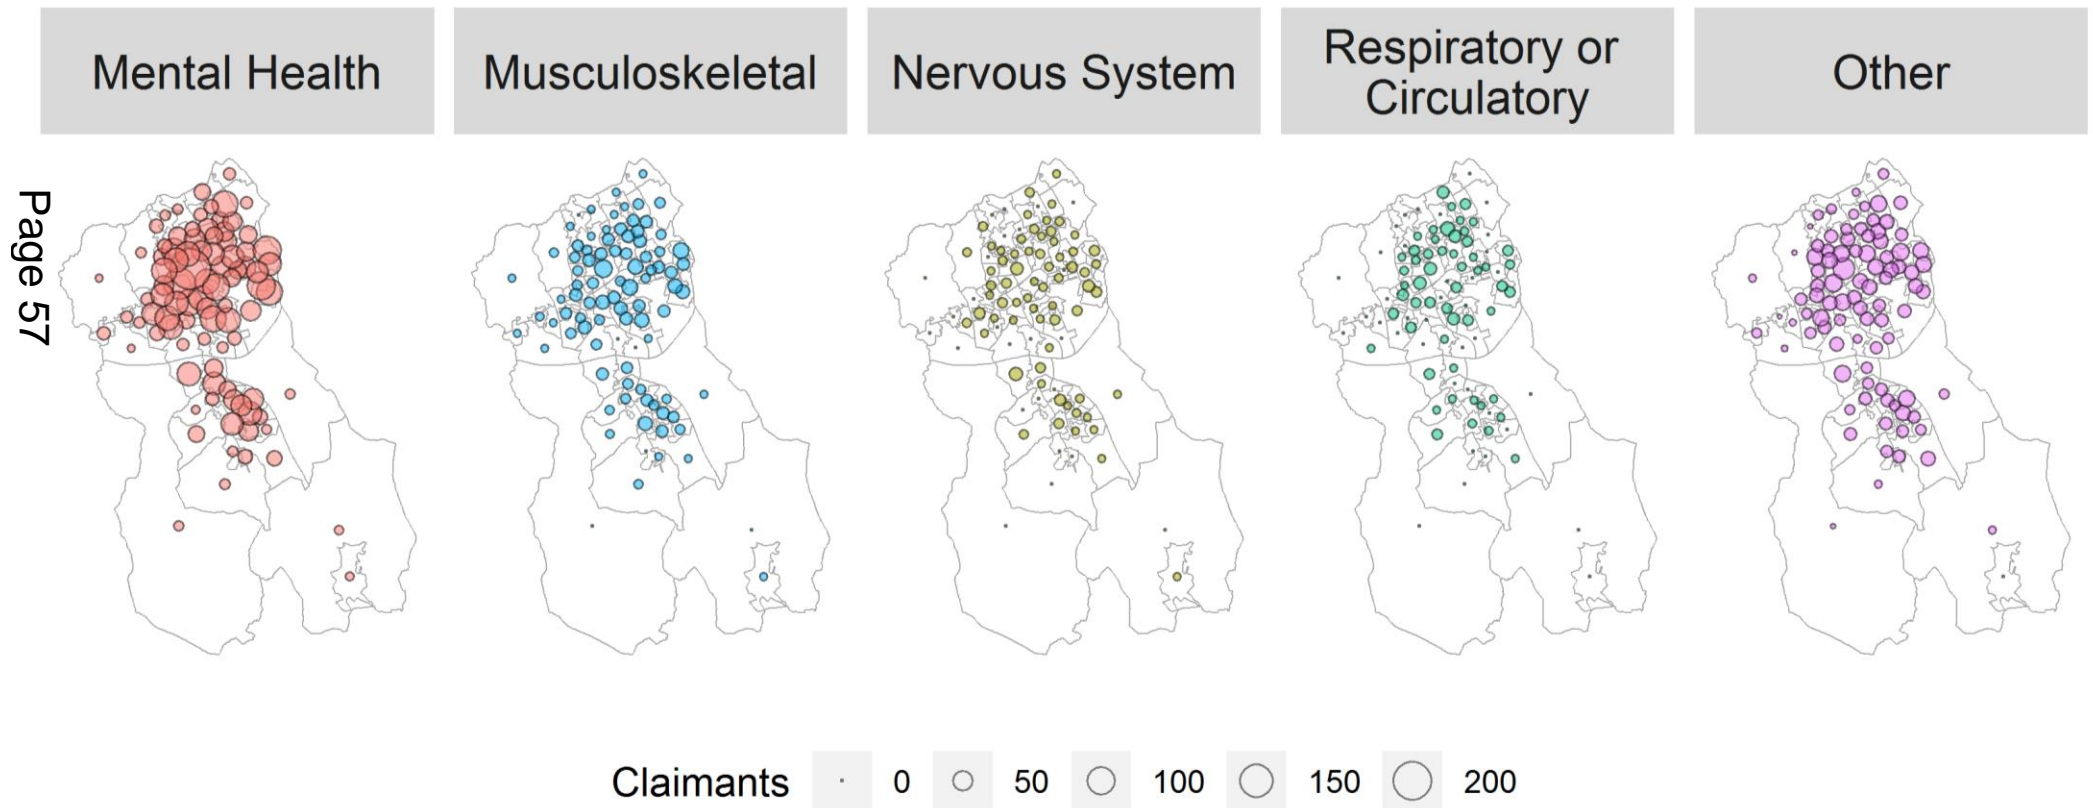 Mental Health
Musculoskeletal
Nervous System
Respiratory or
Circulatory
Other
Page 57
Claimants 0 50 100 150 200